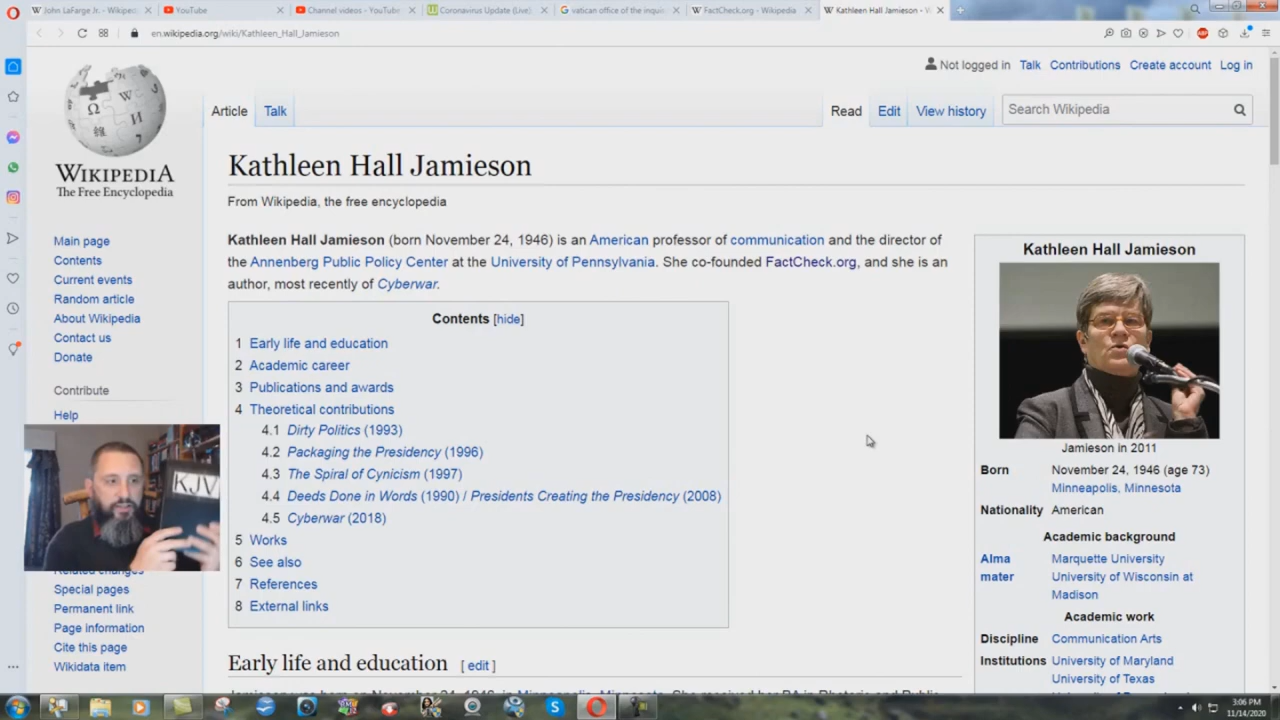 John LaFarge Jr. - Wikiped
YouTube
Channel videos - YouTube
Coronavirus Update (Live)
vatican office of the inquis
FactCheck.org - Wikipedia
Kathleen Hall Jamieson -
en.wikipedia.org/wiki/Kathleen_Hall_Jamieson
Not logged in Talk Contributions Create account Log in
Article Talk Read Edit View history Search Wikipedia
WIKIPEDIA
The Free Encyclopedia
Main page
Contents
Current events
Random article
About Wikipedia
Contact us
Donate
Contribute
Help
KJV
Related changes
Special pages
Permanent link
Page information
Cite this page
Wikidata item
Kathleen Hall Jamieson
From Wikipedia, the free encyclopedia
Kathleen Hall Jamieson (born November 24, 1946) is an American professor of communication and the director of
the Annenberg Public Policy Center at the University of Pennsylvania. She co-founded FactCheck.org, and she is an
author, most recently of Cyberwar.
Contents [hide]
1 Early life and education
2 Academic career
3 Publications and awards
4 Theoretical contributions
4.1 Dirty Politics (1993)
4.2 Packaging the Presidency (1996)
4.3 The Spiral of Cynicism (1997)
4.4 Deeds Done in Words (1990) / Presidents Creating the Presidency (2008)
4.5 Cyberwar (2018)
5 Works
6 See also
7 References
8 External links
Early life and education [ edit ]
Kathleen Hall Jamieson
Jamieson in 2011
Born November 24, 1946 (age 73)
Minneapolis, Minnesota
Nationality American
Academic background
Alma mater Marquette University
University of Wisconsin at
Madison
Academic work
Discipline Communication Arts
Institutions University of Maryland
University of Texas
3:06 PM
11/14/2020